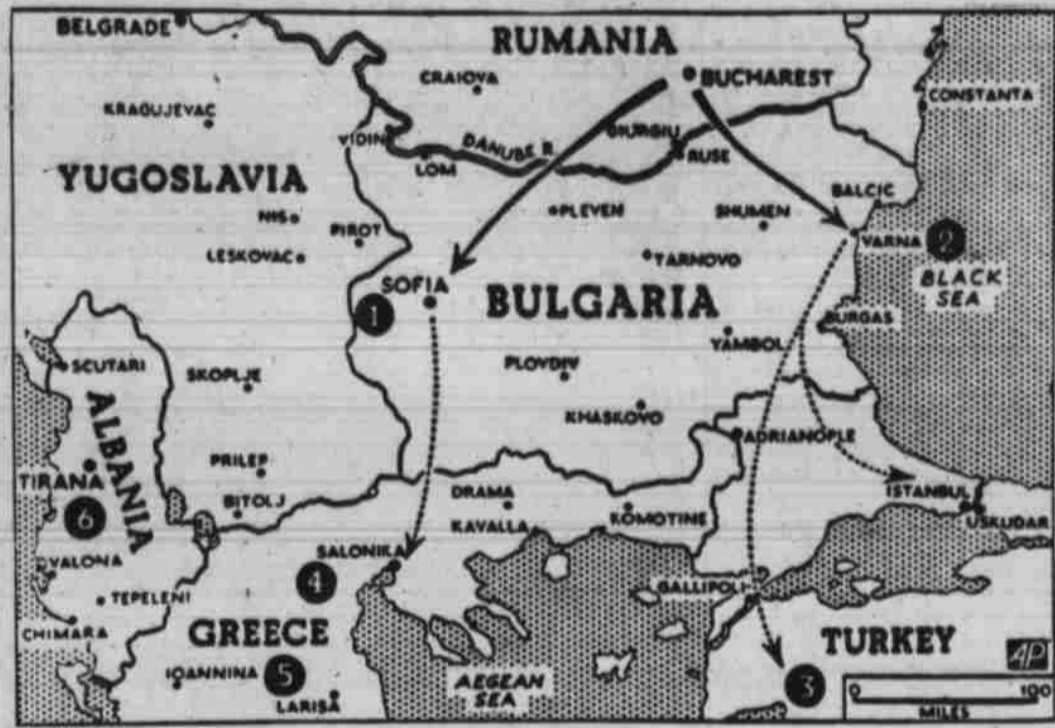 BELGRADE
RUMANIA
CRAIOVA
BUCHAREST
CONSTANTA
KRAGUJEVAC
VIDIN
DANUBE R.
GIURGIU
LOM
RUSE
YUGOSLAVIA
BALCIC
NIS
PIROT
PLEVEN
SHUMEN
VARNA
2
LESKOVAC
TARNOVO
BLACK
SEA
SOFIA
1
BULGARIA
BURGAS
YAMBOL
SCUTARI
SKOPLJE
PLOVDIV
ALBANIA
KHASKOVO
ADRIANOPLE
PRILEP
TIRANA
6
BITOLJ
DRAMA
KAVALLA
KOMOTINE
ISTANBUL
USKUDAR
VALONA
SALONIKA
4
GALLIPOLI
TEPELENI
CHIMARA
GREECE
TURKEY
AP
IOANNINA
5
LARISA
AEGEAN
SEA
3
0 100
MILES